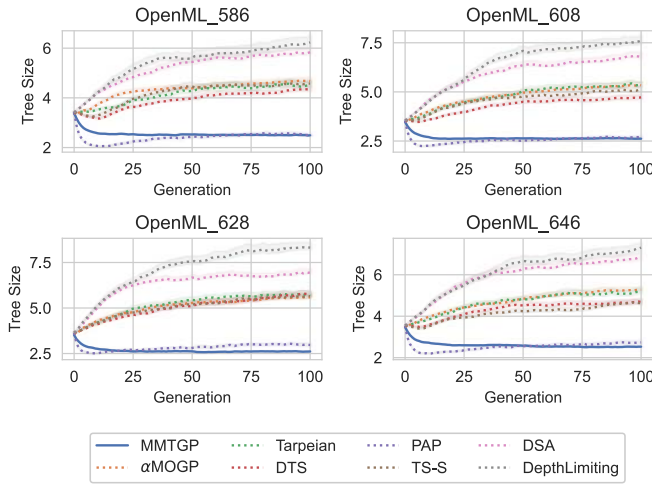 OpenML_586
OpenML_608
6
4
2
Tree Size
0 25 50 75 100
Generation
7.5
5.0
2.5
Tree Size
0 25 50 75 100
Generation
OpenML_628
OpenML_646
7.5
5.0
2.5
Tree Size
0 25 50 75 100
Generation
6
4
2
Tree Size
0 25 50 75 100
Generation
MMTGP Tarpeian PAP DSA
αMOGP DTS TS-S DepthLimiting